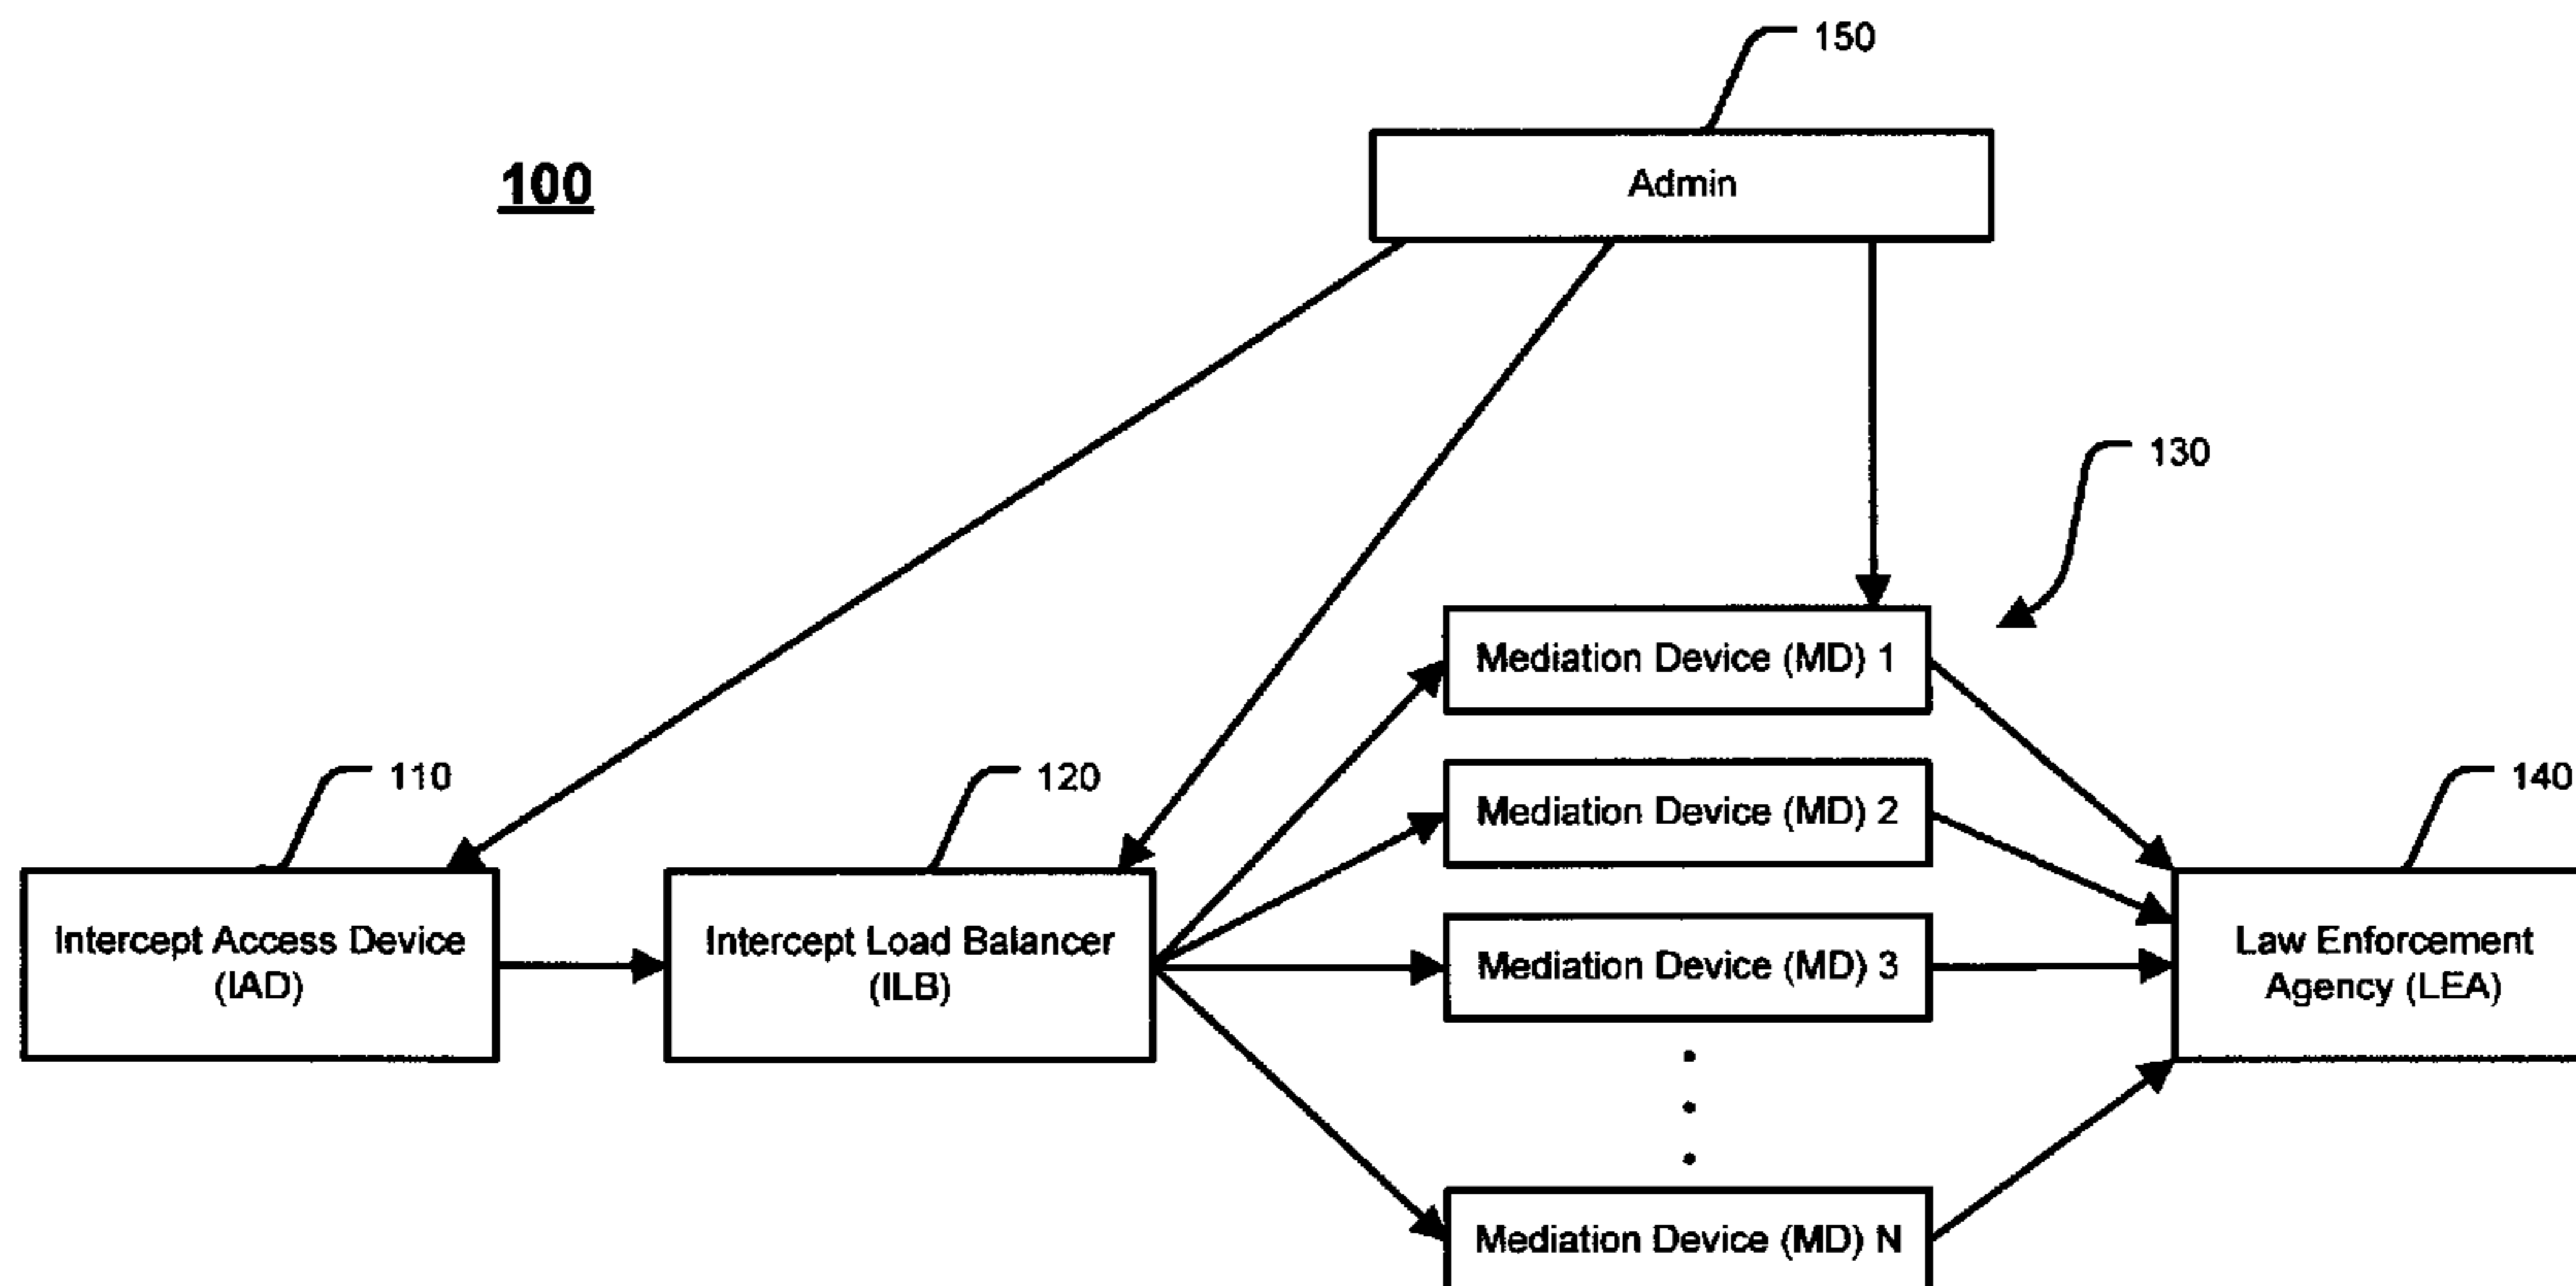 150
Admin
100
130
Mediation Device (MD) 1
110
120
Mediation Device (MD) 2
140
Intercept Access Device
(IAD)
Intercept Load Balancer
(ILB)
Mediation Device (MD) 3
Law Enforcement
Agency (LEA)
Mediation Device (MD) N